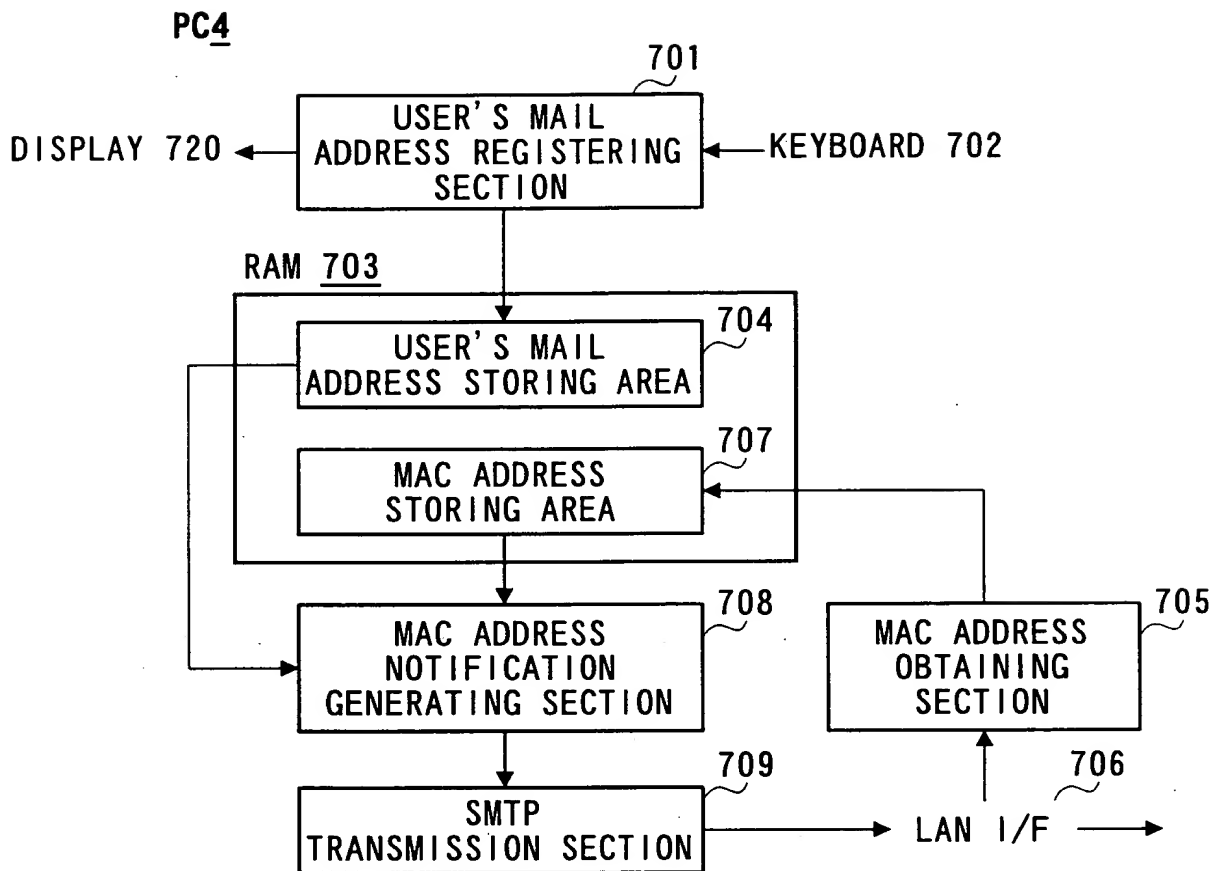 PC4
701
USER'S MAIL
ADDRESS REGISTERING
SECTION
DISPLAY 720
KEYBOARD 702
RAM 703
704
USER'S MAIL
ADDRESS STORING AREA
707
MAC ADDRESS
STORING AREA
708
MAC ADDRESS
NOTIFICATION
GENERATING SECTION
705
MAC ADDRESS
OBTAINING
SECTION
709
SMTP
TRANSMISSION SECTION
706
LAN I/F